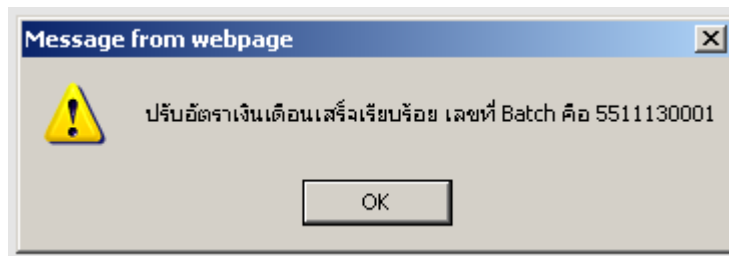 Message from webpage
ปรับอัตราเงินเดือนเสร็จเรียบร้อย เลขที่ Batch คือ 5511130001
OK